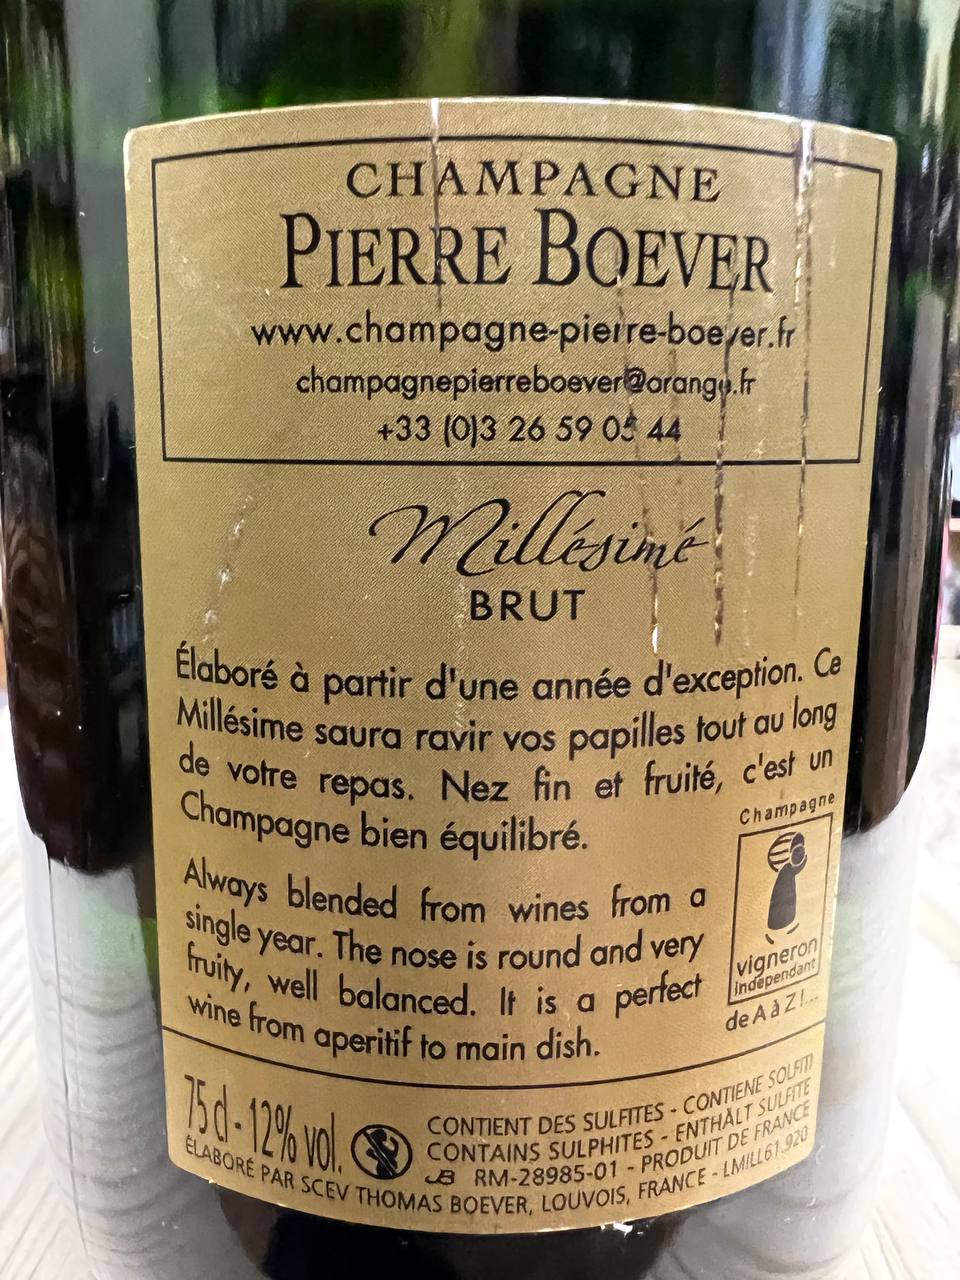 CHAMPAGNE
PIERRE BOEVER
www.champagne-pierre-boever.fr
champagnepierreboever@orange.fr
+33 (0)3 26 59 05 44
Millésimé
BRUT
Élaboré à partir d'une année d'exception. Ce
Millésime saura ravir vos papilles tout au long
de votre repas. Nez fin et fruité, c'est un
Champagne bien équilibré.
Always blended from wines from a
single year. The nose is round and very
fruity, well balanced. It is a perfect
wine from aperitif to main dish.
Champagne
vigneron
indépendant
de A à Z !...
75 cl - 12% vol.
CONTIENT DES SULFITES - CONTIENE SOLFITI
CONTAINS SULPHITES - ENTHÄLT SULFITE
JB RM-28985-01 - PRODUIT DE FRANCE
ÉLABORÉ PAR SCEV THOMAS BOEVER, LOUVOIS, FRANCE - LMILL61.920